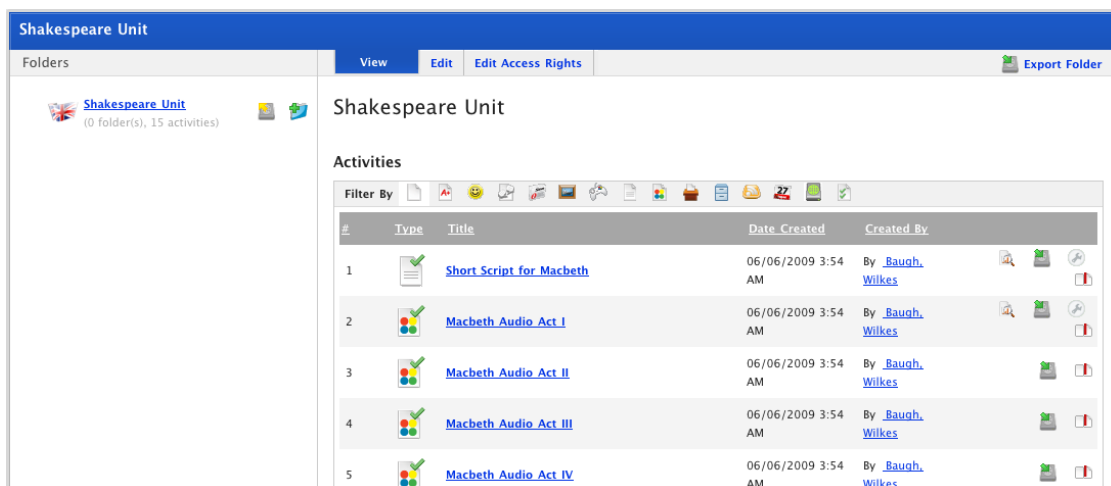 Shakespeare Unit
Folders
View Edit Edit Access Rights Export Folder
Shakespeare Unit
(0 folder(s), 15 activities)
Shakespeare Unit
Activities
Filter By A+ 27
# Type Title Date Created Created By
1 Short Script for Macbeth 06/06/2009 3:54 AM By Baugh, Wilkes
2 Macbeth Audio Act I 06/06/2009 3:54 AM By Baugh, Wilkes
3 Macbeth Audio Act II 06/06/2009 3:54 AM By Baugh, Wilkes
4 Macbeth Audio Act III 06/06/2009 3:54 AM By Baugh, Wilkes
5 Macbeth Audio Act IV 06/06/2009 3:54 AM By Baugh, Wilkes